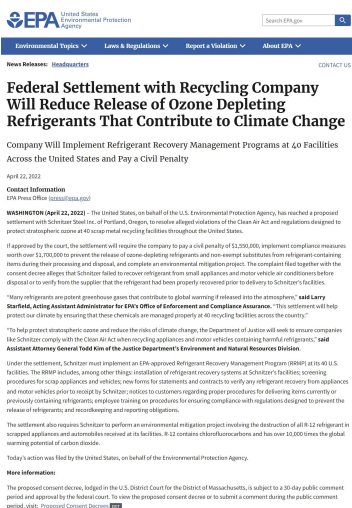 EPA United States
Environmental Protection
Agency
Search EPA.gov
Environmental Topics Laws & Regulations Report a Violation About EPA
News Releases: Headquarters CONTACT US
Federal Settlement with Recycling Company
Will Reduce Release of Ozone Depleting
Refrigerants That Contribute to Climate Change
Company Will Implement Refrigerant Recovery Management Programs at 40 Facilities
Across the United States and Pay a Civil Penalty
April 22, 2022
Contact Information
EPA Press Office (press@epa.gov)
WASHINGTON (April 22, 2022) – The United States, on behalf of the U.S. Environmental Protection Agency, has reached a proposed
settlement with Schnitzer Steel Inc. of Portland, Oregon, to resolve alleged violations of the Clean Air Act and regulations designed to
protect stratospheric ozone at 40 scrap metal recycling facilities throughout the United States.
If approved by the court, the settlement will require the company to pay a civil penalty of $1,550,000, implement compliance measures
worth over $1,700,000 to prevent the release of ozone-depleting refrigerants and non-exempt substitutes from refrigerant-containing
items during their processing and disposal, and complete an environmental mitigation project. The complaint filed together with the
consent decree alleges that Schnitzer failed to recover refrigerant from small appliances and motor vehicle air conditioners before
disposal or to verify from the supplier that the refrigerant had been properly recovered prior to delivery to Schnitzer's facilities.
"Many refrigerants are potent greenhouse gases that contribute to global warming if released into the atmosphere," said Larry
Starfield, Acting Assistant Administrator for EPA's Office of Enforcement and Compliance Assurance. "This settlement will help
protect our climate by ensuring that these chemicals are managed properly at 40 recycling facilities across the country."
"To help protect stratospheric ozone and reduce the risks of climate change, the Department of Justice will seek to ensure companies
like Schnitzer comply with the Clean Air Act when recycling appliances and motor vehicles containing harmful refrigerants," said
Assistant Attorney General Todd Kim of the Justice Department's Environment and Natural Resources Division.
Under the settlement, Schnitzer must implement an EPA-approved Refrigerant Recovery Management Program (RRMP) at its 40 U.S.
facilities. The RRMP includes, among other things: installation of refrigerant recovery systems at Schnitzer's facilities; screening
procedures for scrap appliances and vehicles; new forms for statements and contracts to verify any refrigerant recovery from appliances
and motor vehicles prior to receipt by Schnitzer; notices to customers regarding proper procedures for delivering items currently or
previously-containing refrigerants; employee training on procedures for ensuring compliance with regulations designed to prevent the
release of refrigerants; and recordkeeping and reporting obligations.
The settlement also requires Schnitzer to perform an environmental mitigation project involving the destruction of all R-12 refrigerant in
scrapped appliances and automobiles received at its facilities. R-12 contains chlorofluorocarbons and has over 10,000 times the global
warming potential of carbon dioxide.
Today's action was filed by the United States, on behalf of the Environmental Protection Agency.
More information:
The proposed consent decree, lodged in the U.S. District Court for the District of Massachusetts, is subject to a 30-day public comment
period and approval by the federal court. To view the proposed consent decree or to submit a comment during the public comment
period, visit: Proposed Consent Decrees EXIT